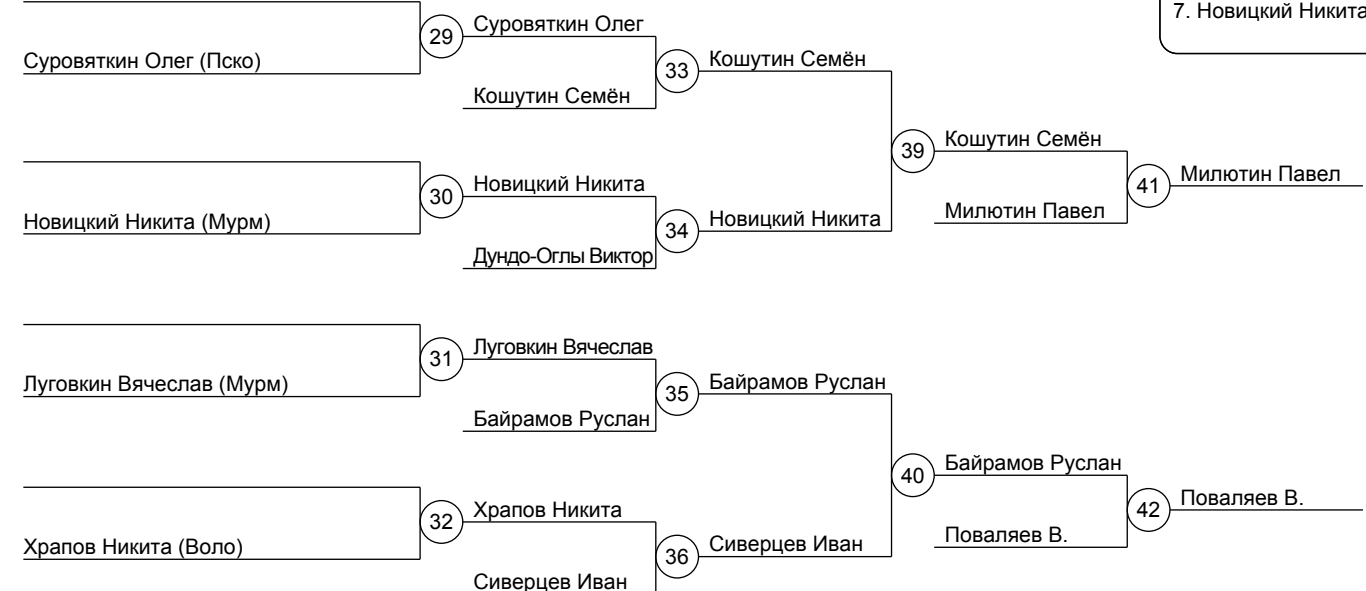 7. Новицкий Никита
Суровяткин Олег
29
Суровяткин Олег (Пско)
Кошутин Семён
33
Кошутин Семён
Кошутин Семён
39
Новицкий Никита
30
Новицкий Никита (Мурм)
Новицкий Никита
34
Дундо-Оглы Виктор
Милютин Павел
41
Милютин Павел
Луговкин Вячеслав
31
Луговкин Вячеслав (Мурм)
Байрамов Руслан
35
Байрамов Руслан
Байрамов Руслан
40
Храпов Никита
32
Храпов Никита (Воло)
Сиверцев Иван
36
Сиверцев Иван
Поваляев В.
42
Поваляев В.